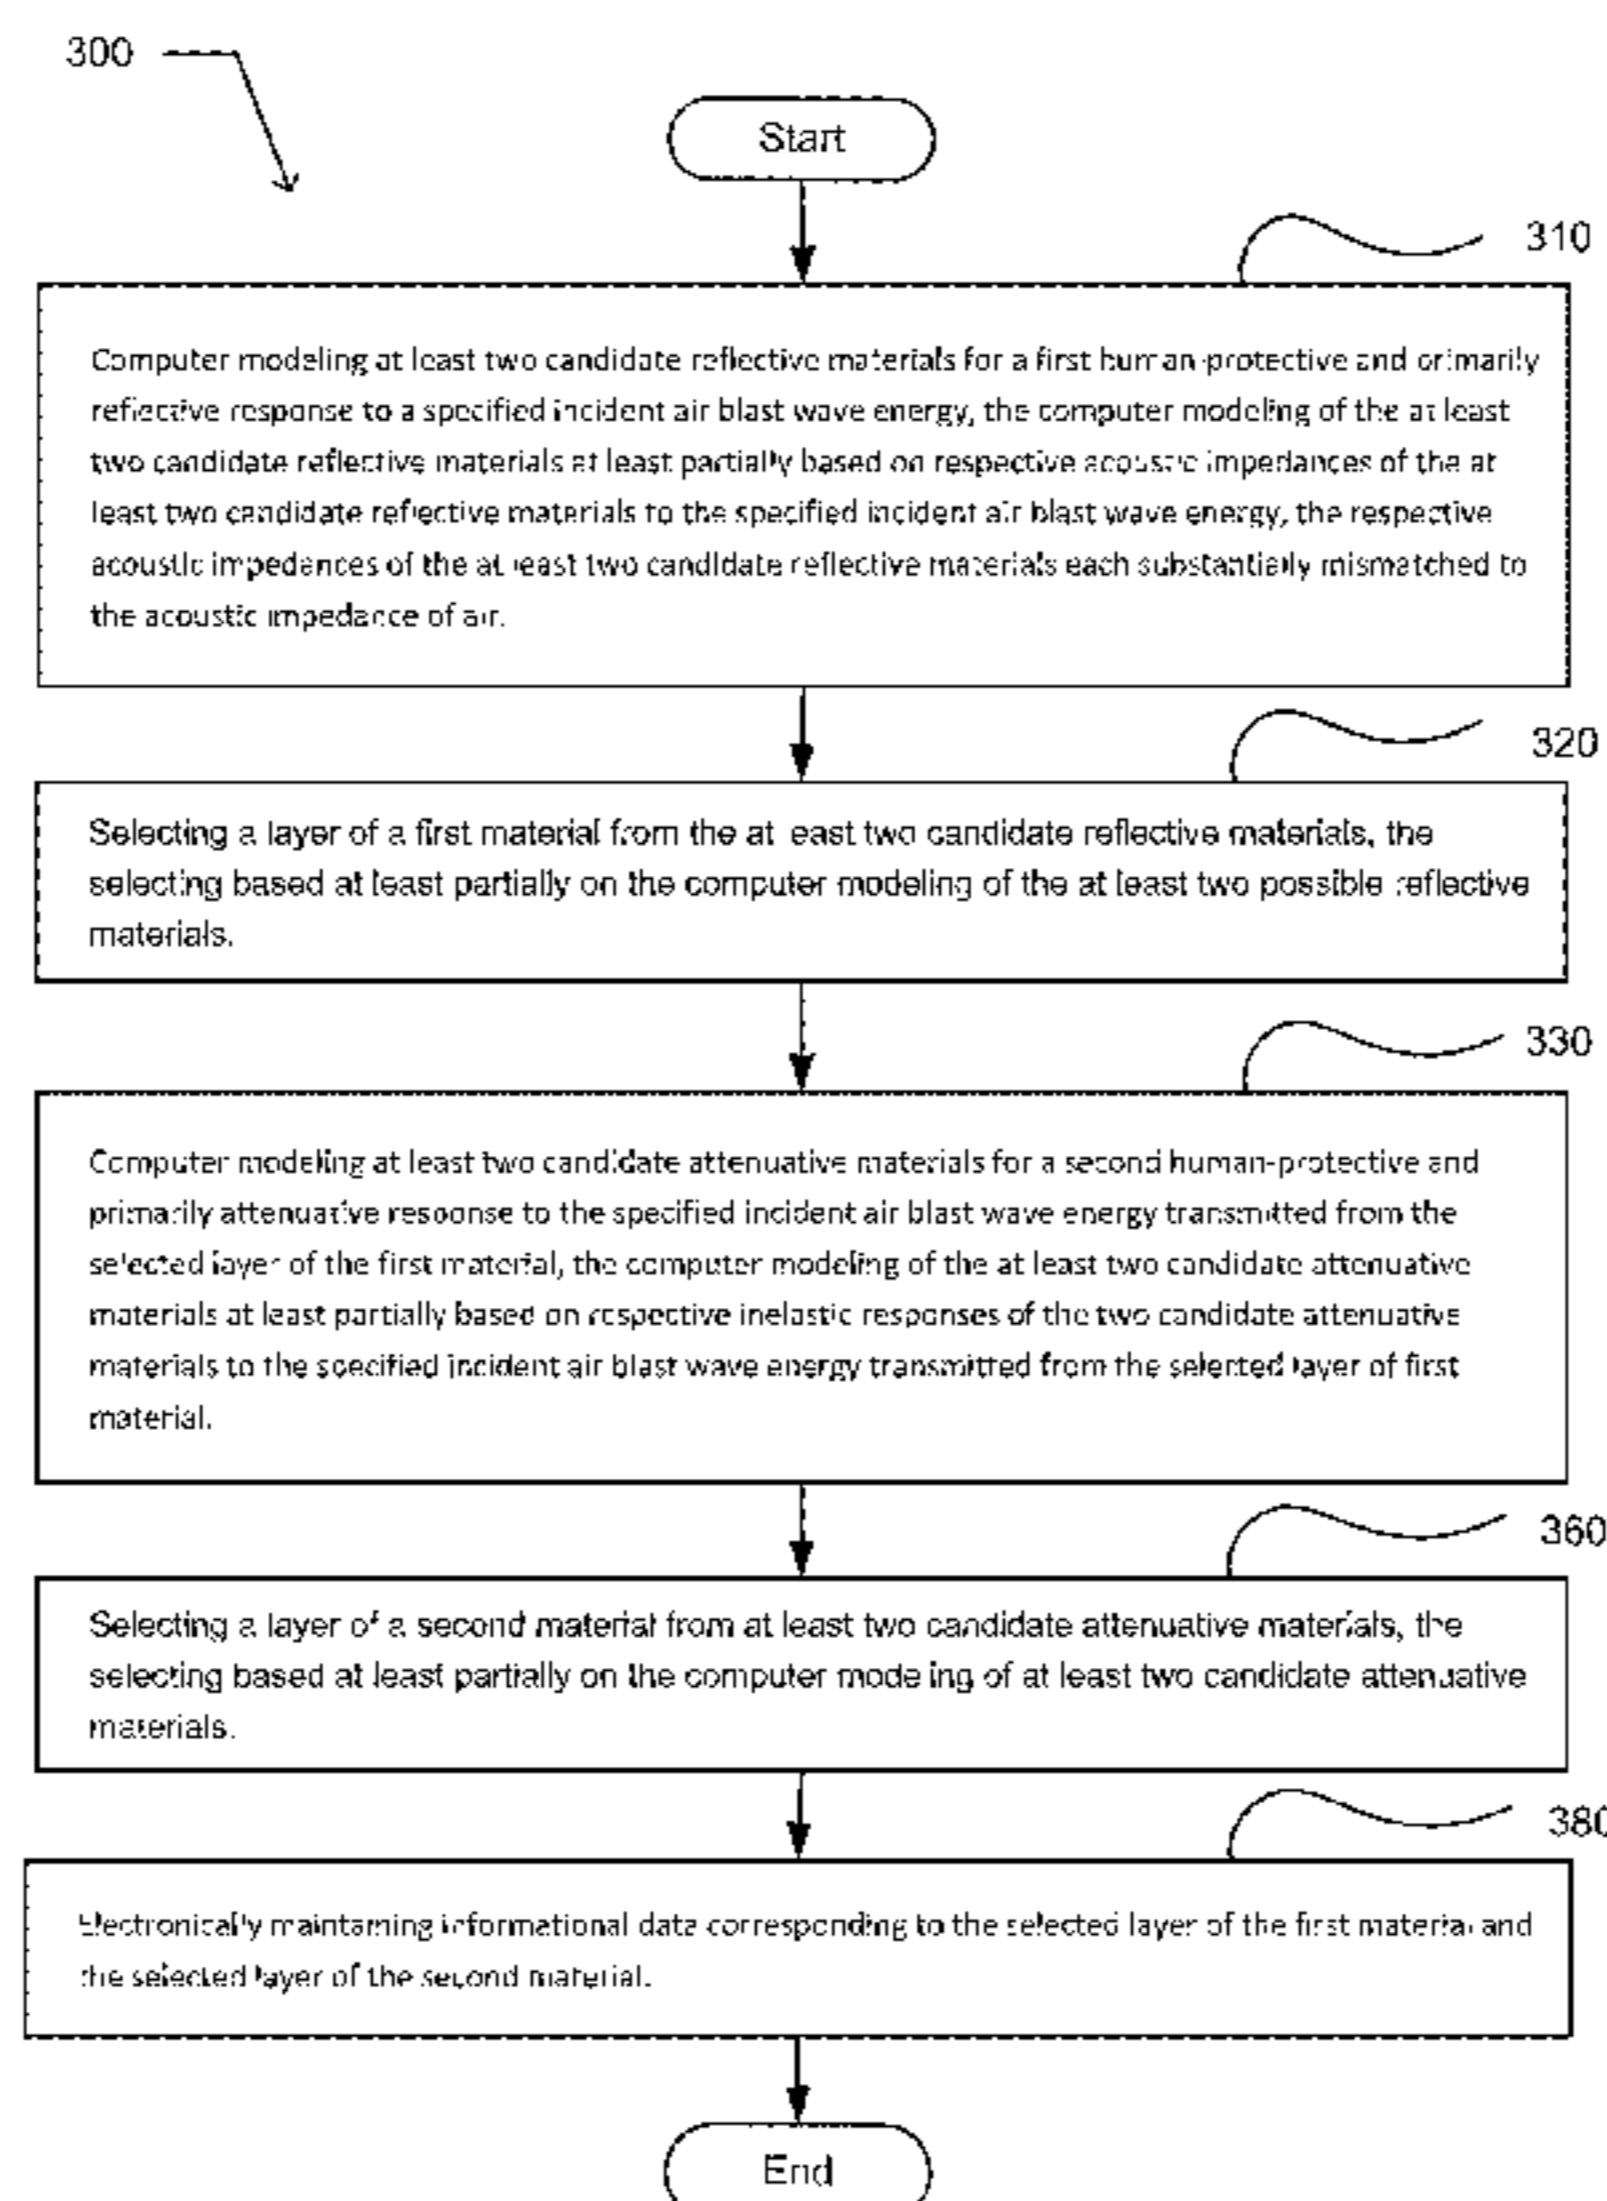 300
Start
310
Computer modeling at least two candidate reflective materials for a first human-protective and primarily
reflective response to a specified incident air blast wave energy, the computer modeling of the at least
two candidate reflective materials at least partially based on respective acoustic impedances of the at
least two candidate reflective materials to the specified incident air blast wave energy, the respective
acoustic impedances of the at least two candidate reflective materials each substantially mismatched to
the acoustic impedance of air.
320
Selecting a layer of a first material from the at least two candidate reflective materials, the
selecting based at least partially on the computer modeling of the at least two possible reflective
materials.
330
Computer modeling at least two candidate attenuative materials for a second human-protective and
primarily attenuative response to the specified incident air blast wave energy transmitted from the
selected layer of the first material, the computer modeling of the at least two candidate attenuative
materials at least partially based on respective inelastic responses of the two candidate attenuative
materials to the specified incident air blast wave energy transmitted from the selected layer of first
material.
360
Selecting a layer of a second material from at least two candidate attenuative materials, the
selecting based at least partially on the computer modeling of at least two candidate attenuative
materials.
380
Electronically maintaining informational data corresponding to the selected layer of the first material and
the selected layer of the second material.
End